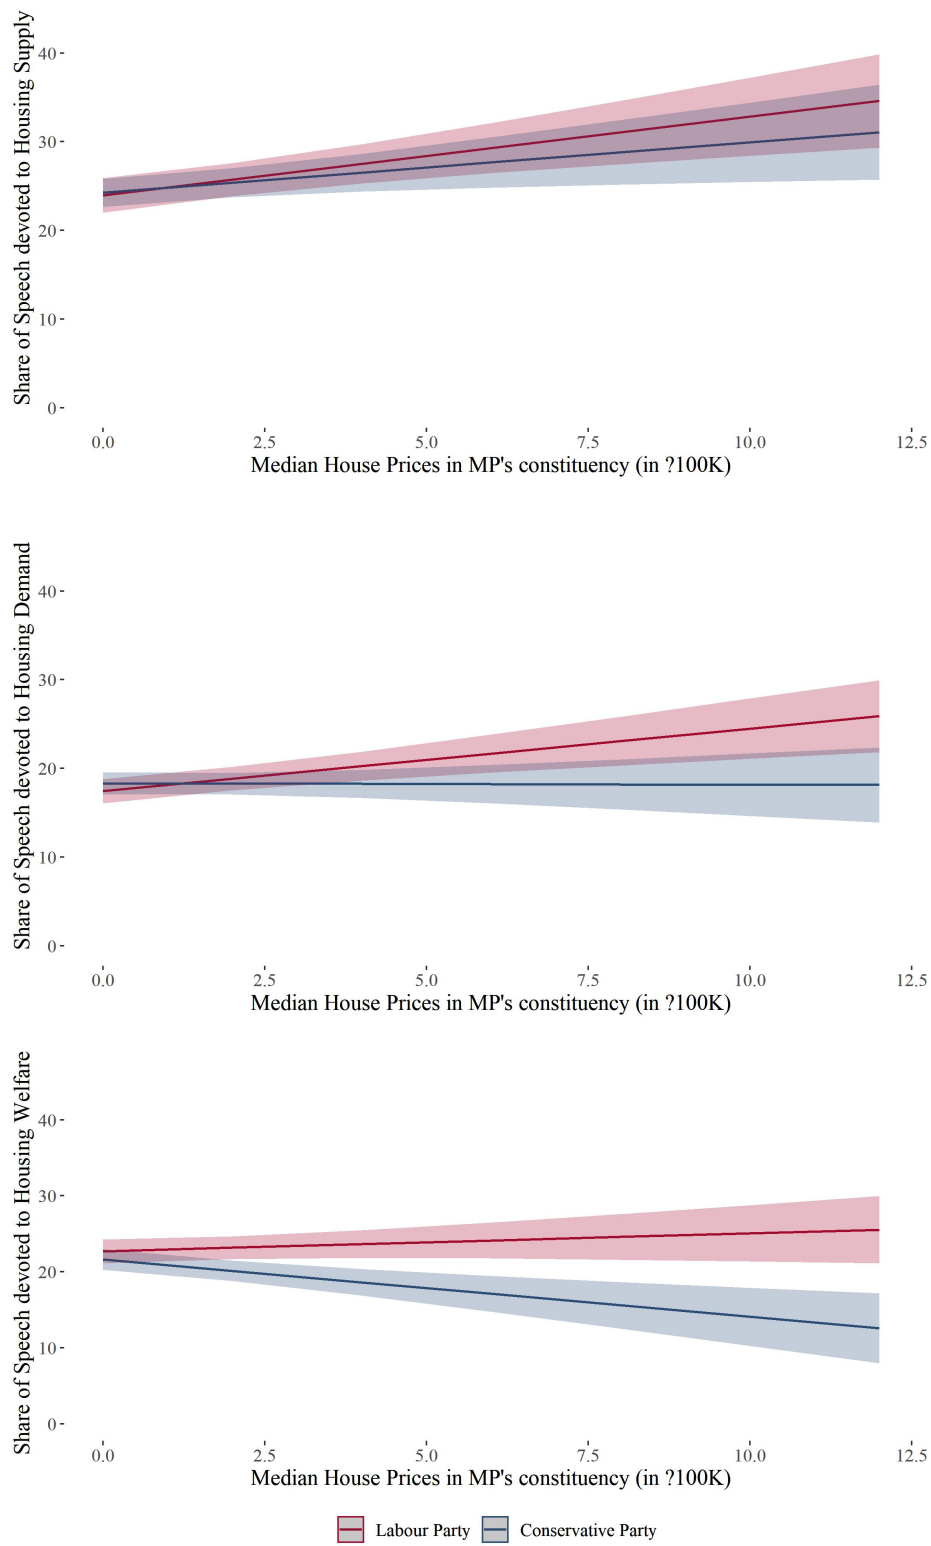 Share of Speech devoted to Housing Supply
40
30
20
10
0
0.0 2.5 5.0 7.5 10.0 12.5
Median House Prices in MP's constituency (in ?100K)
Share of Speech devoted to Housing Demand
40
30
20
10
0
0.0 2.5 5.0 7.5 10.0 12.5
Median House Prices in MP's constituency (in ?100K)
Share of Speech devoted to Housing Welfare
40
30
20
10
0
0.0 2.5 5.0 7.5 10.0 12.5
Median House Prices in MP's constituency (in ?100K)
Labour Party Conservative Party